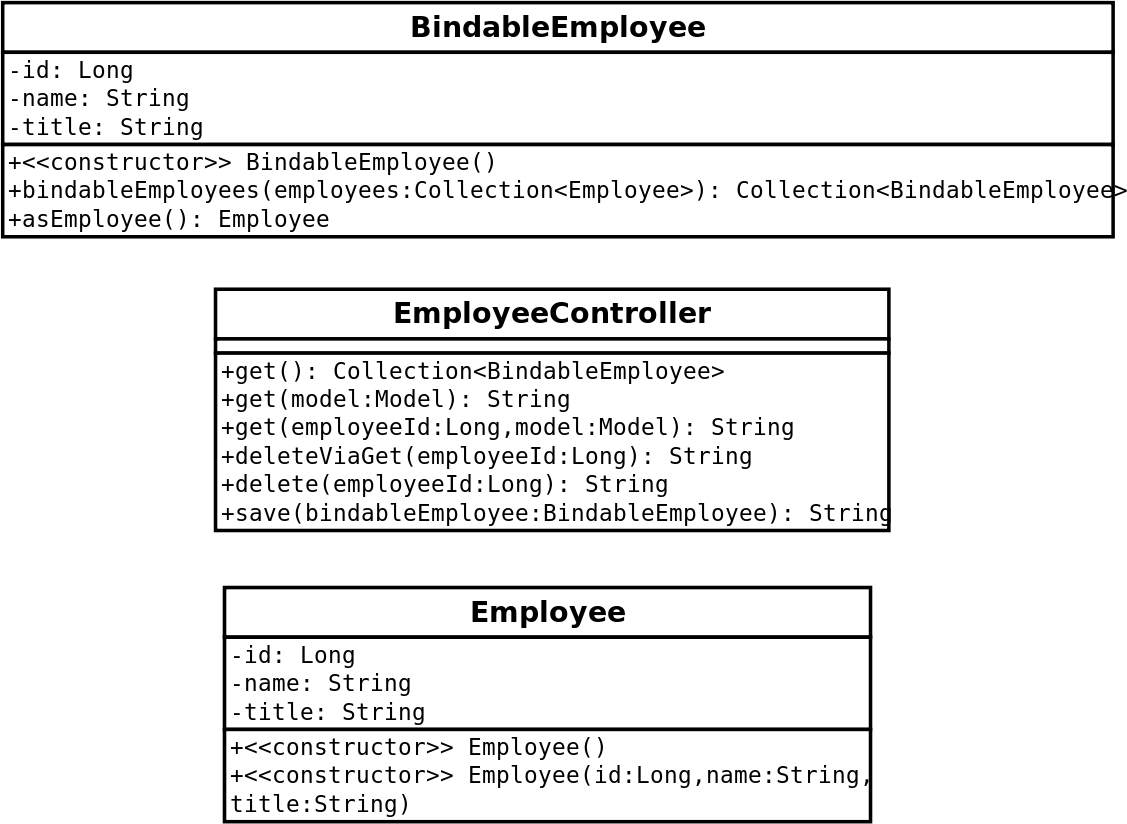 BindableEmployee
-id: Long
-name: String
-title: String
+<<constructor>> BindableEmployee()
+bindableEmployees(employees:Collection<Employee>): Collection<BindableEmployee>
+asEmployee(): Employee
EmployeeController
+get(): Collection<BindableEmployee>
+get(model:Model): String
+get(employeeId:Long,model:Model): String
+deleteViaGet(employeeId:Long): String
+delete(employeeId:Long): String
+save(bindableEmployee:BindableEmployee): String
Employee
-id: Long
-name: String
-title: String
+<<constructor>> Employee()
+<<constructor>> Employee(id:Long,name:String,
title:String)